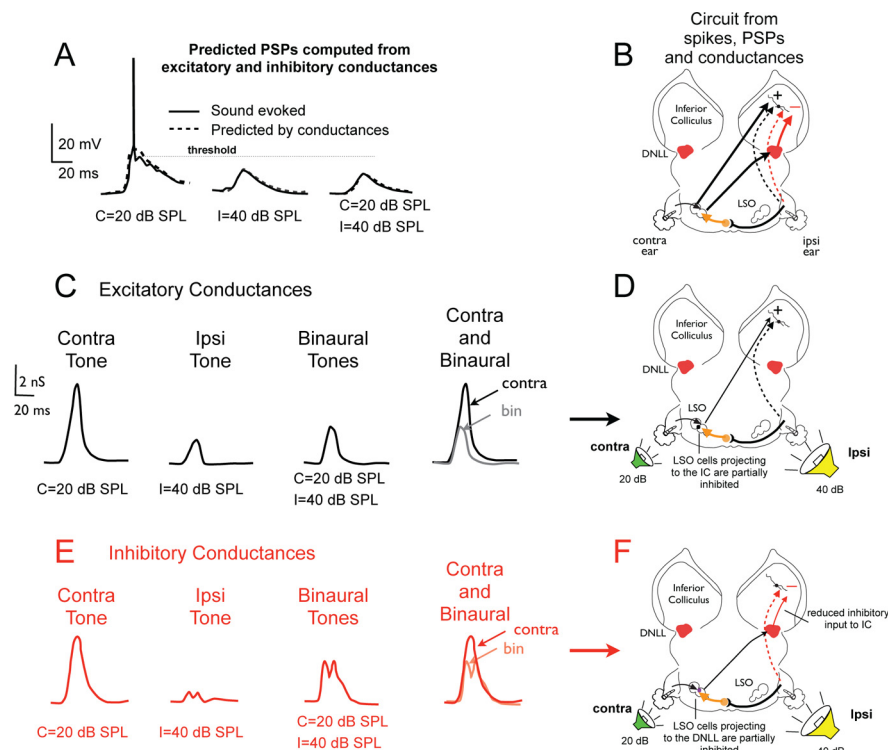 A
Predicted PSPs computed from
excitatory and inhibitory conductances
Sound evoked
Predicted by conductances
threshold
20 mV
20 ms
C=20 dB SPL
I=40 dB SPL
C=20 dB SPL
I=40 dB SPL
Circuit from
spikes, PSPs
and conductances
B
+
−
Inferior
Colliculus
DNLL
LSO
contra
ear
ipsi
ear
C
Excitatory Conductances
Contra
Tone
Ipsi
Tone
Binaural
Tones
Contra
and
Binaural
2 nS
20 ms
contra
bin
C=20 dB SPL
I=40 dB SPL
C=20 dB SPL
I=40 dB SPL
D
+
Inferior
Colliculus
DNLL
LSO
contra
Ipsi
20 dB
LSO cells projecting
to the IC are partially
inhibited
40 dB
E
Inhibitory Conductances
Contra
Tone
Ipsi
Tone
Binaural
Tones
Contra
and
Binaural
contra
bin
C=20 dB SPL
I=40 dB SPL
C=20 dB SPL
I=40 dB SPL
F
−
Inferior
Colliculus
reduced inhibitory
input to IC
DNLL
LSO
contra
Ipsi
20 dB
LSO cells projecting
to the DNLL are partially
inhibited
40 dB